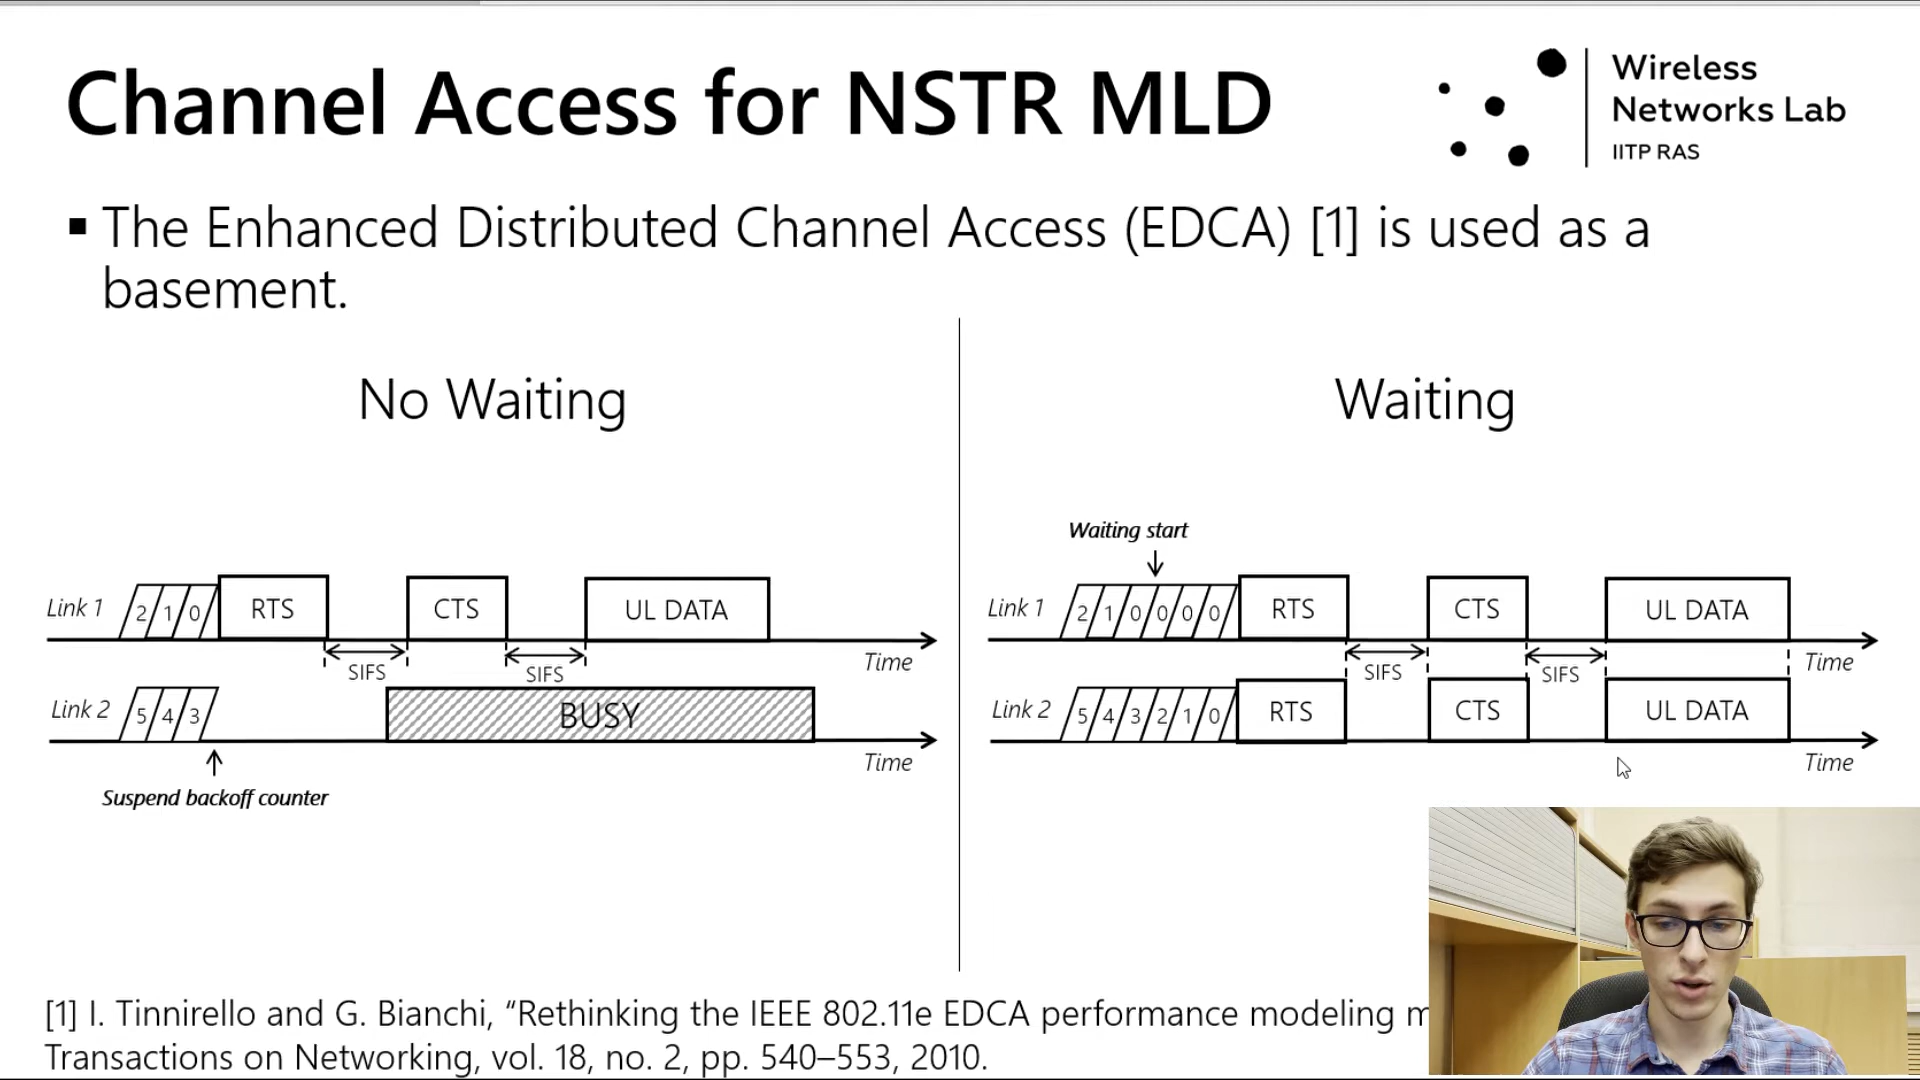 Channel Access for NSTR MLD
Wireless
Networks Lab
IITP RAS
▪ The Enhanced Distributed Channel Access (EDCA) [1] is used as a
basement.
No Waiting
Link 1 2 1 0 RTS CTS UL DATA
SIFS SIFS Time
Link 2 5 4 3 BUSY
Time
Suspend backoff counter
Waiting
Waiting start
Link 1 2 1 0 0 0 0 RTS CTS UL DATA
SIFS SIFS Time
Link 2 5 4 3 2 1 0 RTS CTS UL DATA
Time
[1] I. Tinnirello and G. Bianchi, “Rethinking the IEEE 802.11e EDCA performance modeling
Transactions on Networking, vol. 18, no. 2, pp. 540–553, 2010.